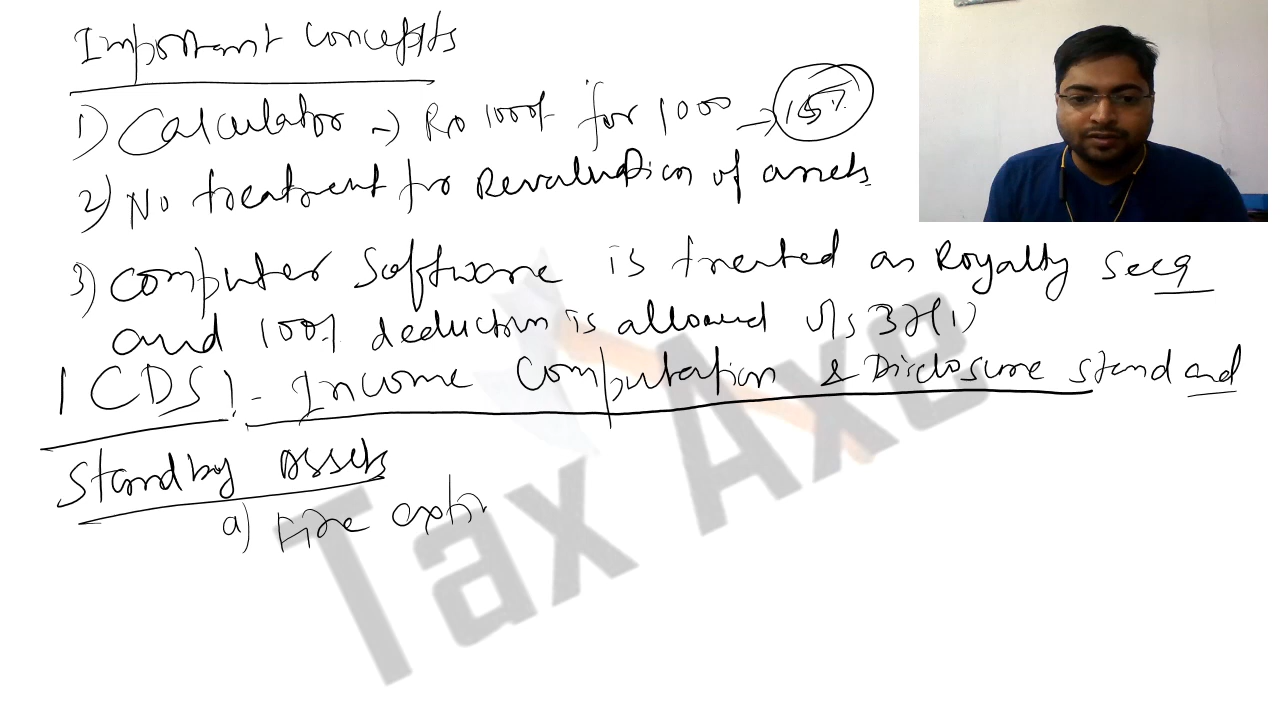 Important Concepts
1) Calculator → Rs 100/- for 1000 → 15%
2) No treatment for Revaluation of assets
3) Computer Software is treated as Royalty Sec 9
and 100% deduction is allowed u/s 37(1)
ICDS:- Income Computation & Disclosure standard
Standby Assets
a) Fire exti
Tax Axe